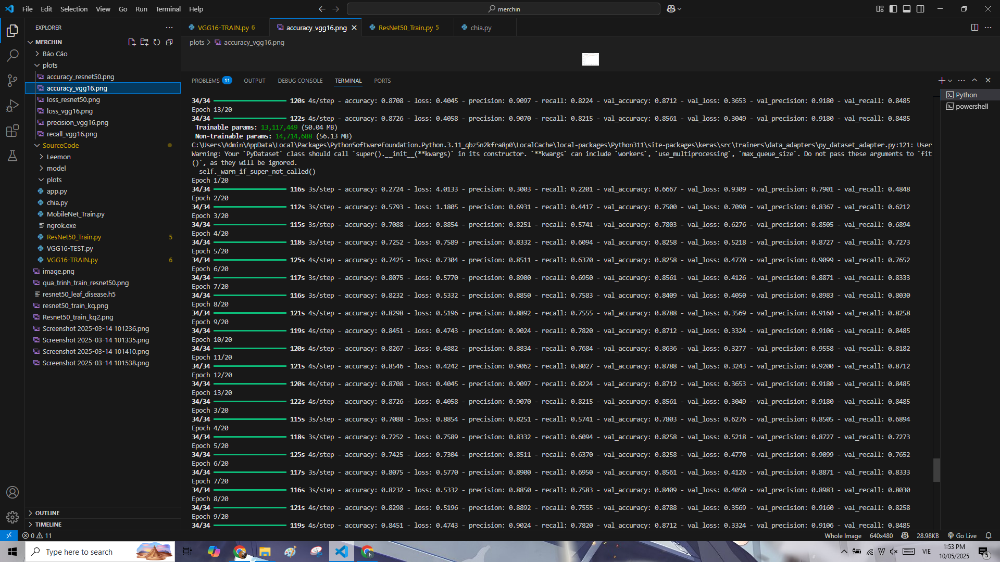 File Edit Selection View Go Run Terminal Help
merchin
EXPLORER
MERCHIN
Báo Cáo
plots
accuracy_resnet50.png
accuracy_vgg16.png
loss_resnet50.png
loss_vgg16.png
precision_vgg16.png
recall_vgg16.png
SourceCode
Leemon
model
plots
app.py
chia.py
MobileNet_Train.py
ngrok.exe
ResNet50_Train.py 5
VGG16-TEST.py
VGG16-TRAIN.py 6
image.png
qua_trinh_train_resnet50.png
resnet50_leaf_disease.h5
resnet50_train_kq.png
Resnet50_train_kq2.png
Screenshot 2025-03-14 101236.png
Screenshot 2025-03-14 101335.png
Screenshot 2025-03-14 101410.png
Screenshot 2025-03-14 101538.png
OUTLINE
TIMELINE
VGG16-TRAIN.py 6 accuracy_vgg16.png ResNet50_Train.py 5 chia.py
plots > accuracy_vgg16.png
PROBLEMS 11 OUTPUT DEBUG CONSOLE TERMINAL PORTS
Python
powershell
34/34 120s 4s/step - accuracy: 0.8708 - loss: 0.4045 - precision: 0.9097 - recall: 0.8224 - val_accuracy: 0.8712 - val_loss: 0.3653 - val_precision: 0.9180 - val_recall: 0.8485
Epoch 13/20
34/34 122s 4s/step - accuracy: 0.8726 - loss: 0.4058 - precision: 0.9070 - recall: 0.8215 - val_accuracy: 0.8561 - val_loss: 0.3049 - val_precision: 0.9180 - val_recall: 0.8485
Trainable params: 13,117,449 (50.04 MB)
Non-trainable params: 14,714,688 (56.13 MB)
C:\Users\Admin\AppData\Local\Packages\PythonSoftwareFoundation.Python.3.11_qbz5n2kfra8p0\LocalCache\local-packages\Python311\site-packages\keras\src\trainers\data_adapters\py_dataset_adapter.py:121: User
Warning: Your `PyDataset` class should call `super().__init__(**kwargs)` in its constructor. `**kwargs` can include `workers`, `use_multiprocessing`, `max_queue_size`. Do not pass these arguments to `fit
()`, as they will be ignored.
self._warn_if_super_not_called()
Epoch 1/20
34/34 116s 3s/step - accuracy: 0.2724 - loss: 4.0133 - precision: 0.3003 - recall: 0.2201 - val_accuracy: 0.6667 - val_loss: 0.9309 - val_precision: 0.7901 - val_recall: 0.4848
Epoch 2/20
34/34 112s 3s/step - accuracy: 0.5793 - loss: 1.1805 - precision: 0.6931 - recall: 0.4417 - val_accuracy: 0.7500 - val_loss: 0.7090 - val_precision: 0.8367 - val_recall: 0.6212
Epoch 3/20
34/34 115s 3s/step - accuracy: 0.7088 - loss: 0.8854 - precision: 0.8251 - recall: 0.5741 - val_accuracy: 0.7803 - val_loss: 0.6276 - val_precision: 0.8505 - val_recall: 0.6894
Epoch 4/20
34/34 118s 3s/step - accuracy: 0.7252 - loss: 0.7589 - precision: 0.8332 - recall: 0.6094 - val_accuracy: 0.8258 - val_loss: 0.5218 - val_precision: 0.8727 - val_recall: 0.7273
Epoch 5/20
34/34 125s 4s/step - accuracy: 0.7425 - loss: 0.7304 - precision: 0.8511 - recall: 0.6370 - val_accuracy: 0.8258 - val_loss: 0.4770 - val_precision: 0.9099 - val_recall: 0.7652
Epoch 6/20
34/34 117s 3s/step - accuracy: 0.8075 - loss: 0.5770 - precision: 0.8900 - recall: 0.6950 - val_accuracy: 0.8561 - val_loss: 0.4126 - val_precision: 0.8871 - val_recall: 0.8333
Epoch 7/20
34/34 116s 3s/step - accuracy: 0.8232 - loss: 0.5332 - precision: 0.8850 - recall: 0.7583 - val_accuracy: 0.8409 - val_loss: 0.4050 - val_precision: 0.8983 - val_recall: 0.8030
Epoch 8/20
34/34 121s 4s/step - accuracy: 0.8298 - loss: 0.5196 - precision: 0.8892 - recall: 0.7555 - val_accuracy: 0.8788 - val_loss: 0.3569 - val_precision: 0.9160 - val_recall: 0.8258
Epoch 9/20
34/34 119s 4s/step - accuracy: 0.8451 - loss: 0.4743 - precision: 0.9024 - recall: 0.7820 - val_accuracy: 0.8712 - val_loss: 0.3324 - val_precision: 0.9106 - val_recall: 0.8485
Epoch 10/20
34/34 120s 4s/step - accuracy: 0.8267 - loss: 0.4882 - precision: 0.8834 - recall: 0.7684 - val_accuracy: 0.8636 - val_loss: 0.3277 - val_precision: 0.9558 - val_recall: 0.8182
Epoch 11/20
34/34 121s 4s/step - accuracy: 0.8546 - loss: 0.4242 - precision: 0.9062 - recall: 0.8027 - val_accuracy: 0.8788 - val_loss: 0.3243 - val_precision: 0.9200 - val_recall: 0.8712
Epoch 12/20
34/34 120s 4s/step - accuracy: 0.8708 - loss: 0.4045 - precision: 0.9097 - recall: 0.8224 - val_accuracy: 0.8712 - val_loss: 0.3653 - val_precision: 0.9180 - val_recall: 0.8485
Epoch 13/20
34/34 122s 4s/step - accuracy: 0.8726 - loss: 0.4058 - precision: 0.9070 - recall: 0.8215 - val_accuracy: 0.8561 - val_loss: 0.3049 - val_precision: 0.9180 - val_recall: 0.8485
Epoch 3/20
34/34 115s 3s/step - accuracy: 0.7088 - loss: 0.8854 - precision: 0.8251 - recall: 0.5741 - val_accuracy: 0.7803 - val_loss: 0.6276 - val_precision: 0.8505 - val_recall: 0.6894
Epoch 4/20
34/34 118s 3s/step - accuracy: 0.7252 - loss: 0.7589 - precision: 0.8332 - recall: 0.6094 - val_accuracy: 0.8258 - val_loss: 0.5218 - val_precision: 0.8727 - val_recall: 0.7273
Epoch 5/20
34/34 125s 4s/step - accuracy: 0.7425 - loss: 0.7304 - precision: 0.8511 - recall: 0.6370 - val_accuracy: 0.8258 - val_loss: 0.4770 - val_precision: 0.9099 - val_recall: 0.7652
Epoch 6/20
34/34 117s 3s/step - accuracy: 0.8075 - loss: 0.5770 - precision: 0.8900 - recall: 0.6950 - val_accuracy: 0.8561 - val_loss: 0.4126 - val_precision: 0.8871 - val_recall: 0.8333
Epoch 7/20
34/34 116s 3s/step - accuracy: 0.8232 - loss: 0.5332 - precision: 0.8850 - recall: 0.7583 - val_accuracy: 0.8409 - val_loss: 0.4050 - val_precision: 0.8983 - val_recall: 0.8030
Epoch 8/20
34/34 121s 4s/step - accuracy: 0.8298 - loss: 0.5196 - precision: 0.8892 - recall: 0.7555 - val_accuracy: 0.8788 - val_loss: 0.3569 - val_precision: 0.9160 - val_recall: 0.8258
Epoch 9/20
34/34 119s 4s/step - accuracy: 0.8451 - loss: 0.4743 - precision: 0.9024 - recall: 0.7820 - val_accuracy: 0.8712 - val_loss: 0.3324 - val_precision: 0.9106 - val_recall: 0.8485
0 11 Whole Image 640x480 28.98KB Go Live
Type here to search
VIE
1:53 PM
10/05/2025
5